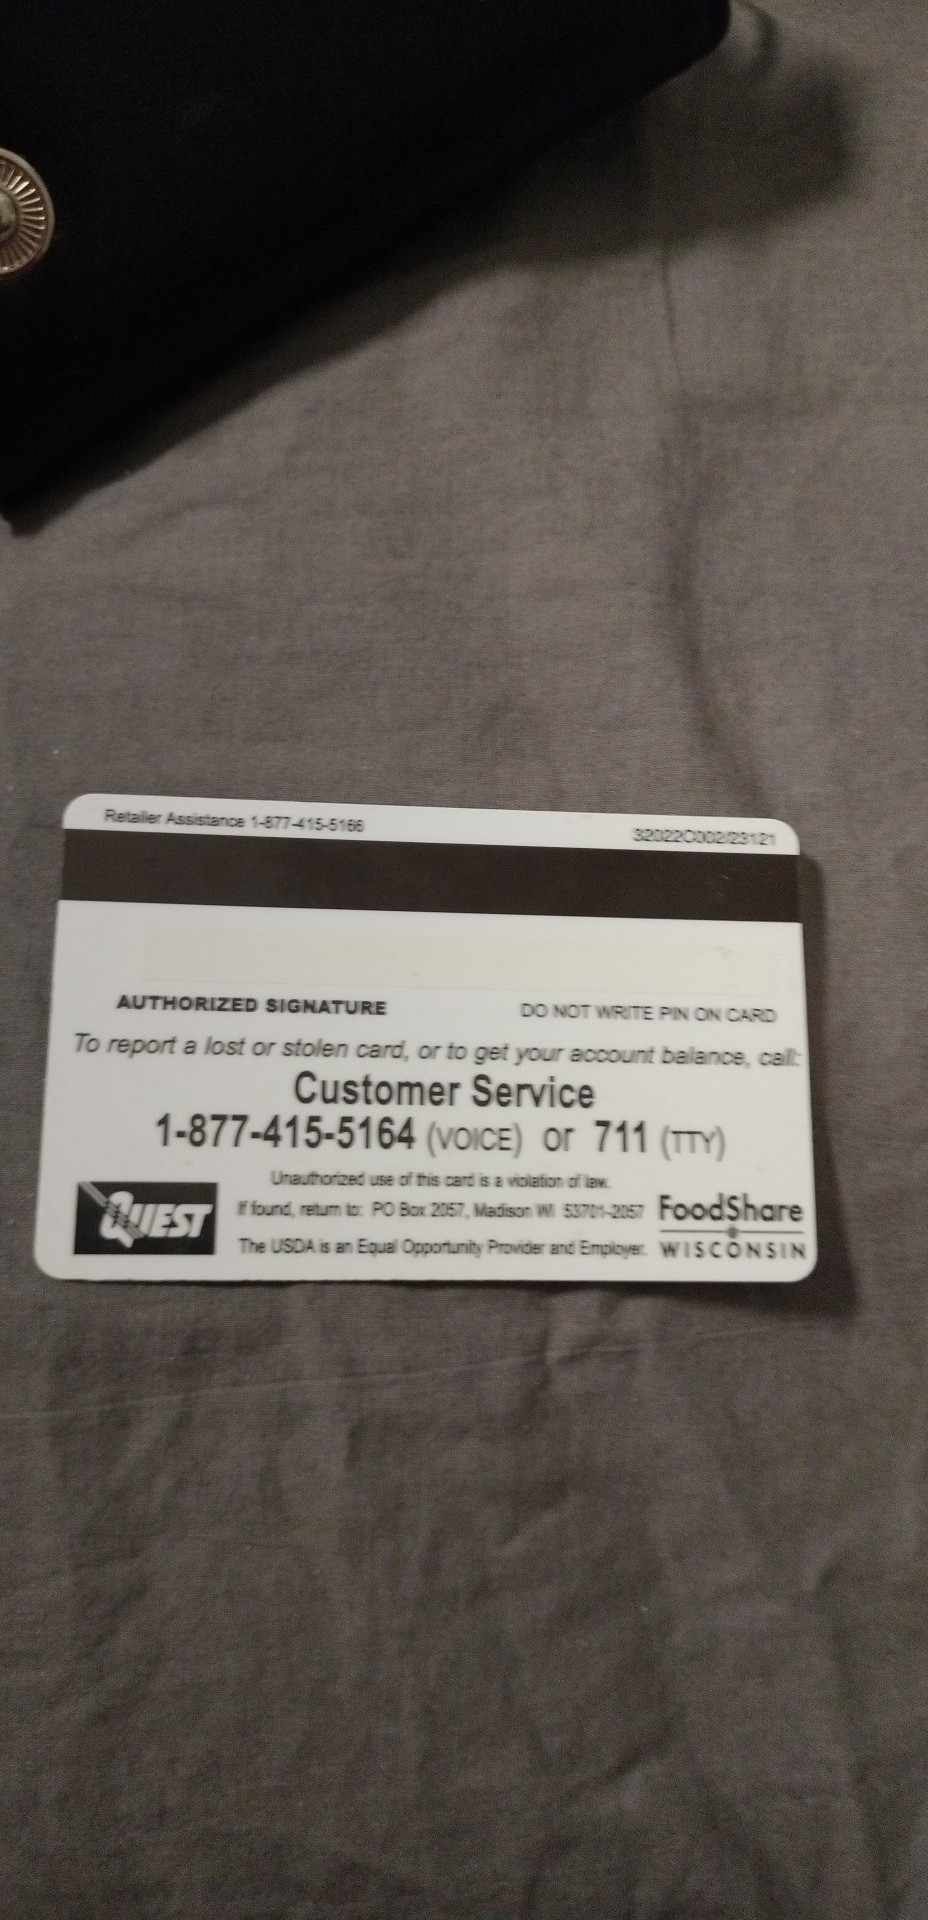 Retailer Assistance 1-877-415-5166
32022C002/23121
AUTHORIZED SIGNATURE
DO NOT WRITE PIN ON CARD
To report a lost or stolen card, or to get your account balance, call:
Customer Service
1-877-415-5164 (VOICE) or 711 (TTY)
Unauthorized use of this card is a violation of law.
If found, return to: PO Box 2057, Madison WI 53701-2057
The USDA is an Equal Opportunity Provider and Employer.
QUEST
FoodShare
WISCONSIN